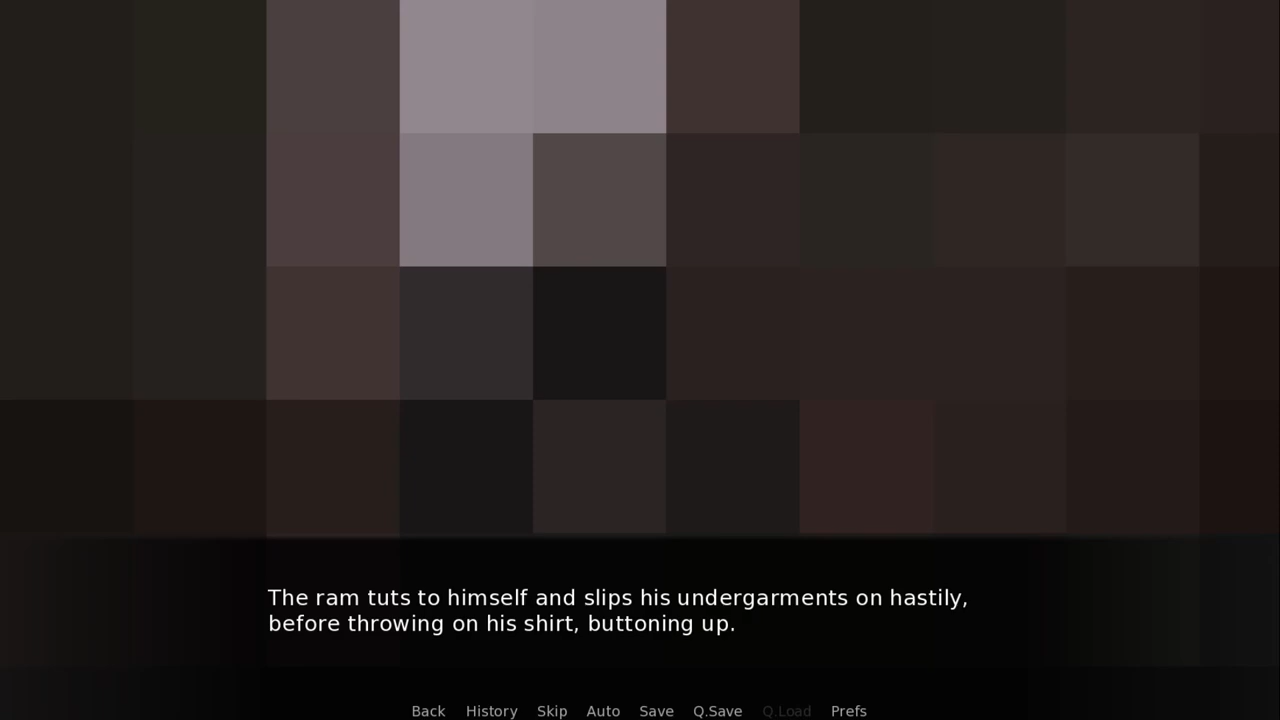 The ram tuts to himself and slips his undergarments on hastily,
before throwing on his shirt, buttoning up.
Back History Skip Auto Save Q.Save Q.Load Prefs